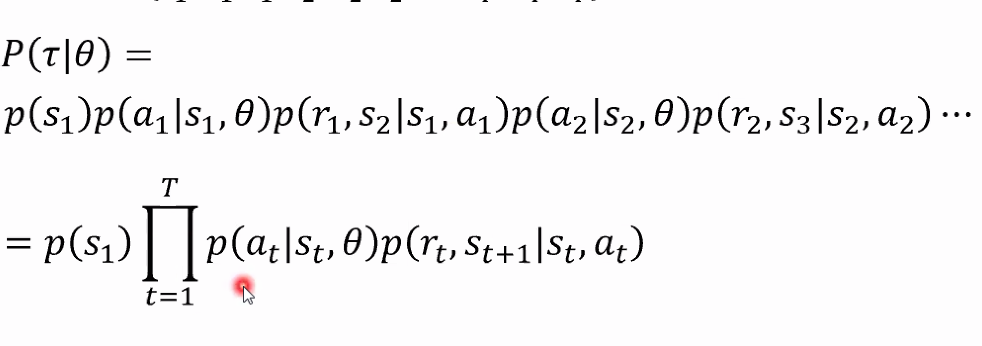 P(τ|θ) =
p(s₁)p(a₁|s₁, θ)p(r₁, s₂|s₁, a₁)p(a₂|s₂, θ)p(r₂, s₃|s₂, a₂) ⋯
= p(s₁) ∏ₜ₌₁ᵀ p(aₜ|sₜ, θ)p(rₜ, sₜ₊₁|sₜ, aₜ)